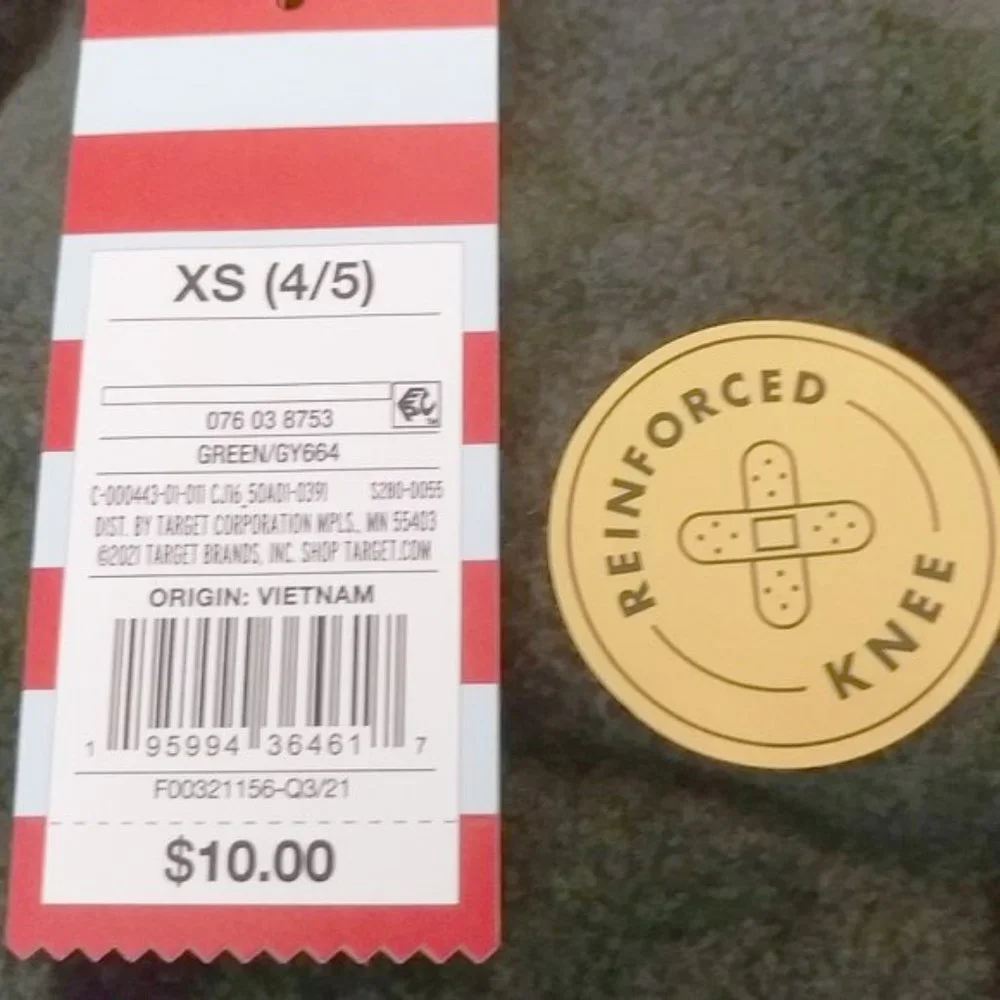 XS (4/5)
076 03 8753
GREEN/GY664
C-000443-01-011 CJ16_50A01-0391 S2B0-0055
DIST. BY TARGET CORPORATION MPLS., MN 55403
©2021 TARGET BRANDS, INC. SHOP TARGET.COM
ORIGIN: VIETNAM
1 95994 36461 7
F00321156-Q3/21
$10.00
REINFORCED
KNEE